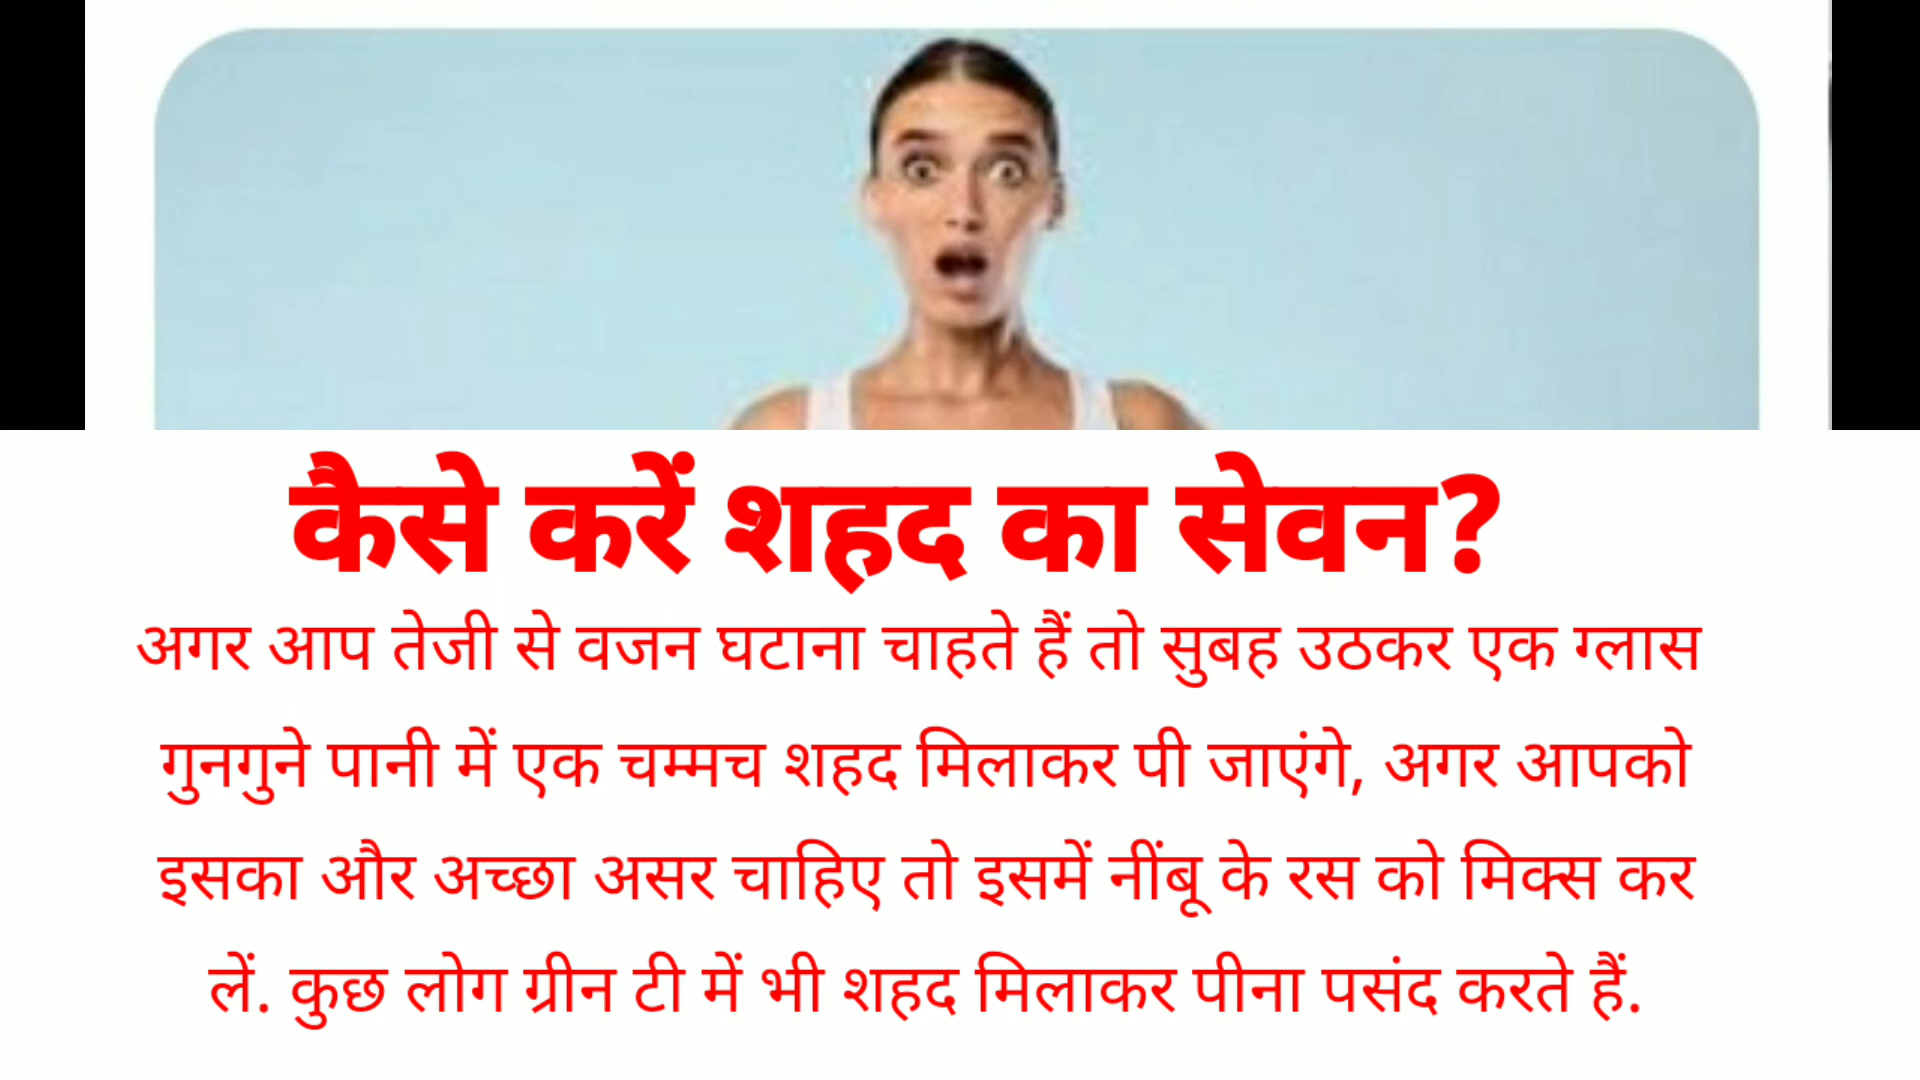 कैसे करें शहद का सेवन?
अगर आप तेजी से वजन घटाना चाहते हैं तो सुबह उठकर एक ग्लास
गुनगुने पानी में एक चम्मच शहद मिलाकर पी जाएंगे, अगर आपको
इसका और अच्छा असर चाहिए तो इसमें नींबू के रस को मिक्स कर
लें. कुछ लोग ग्रीन टी में भी शहद मिलाकर पीना पसंद करते हैं.